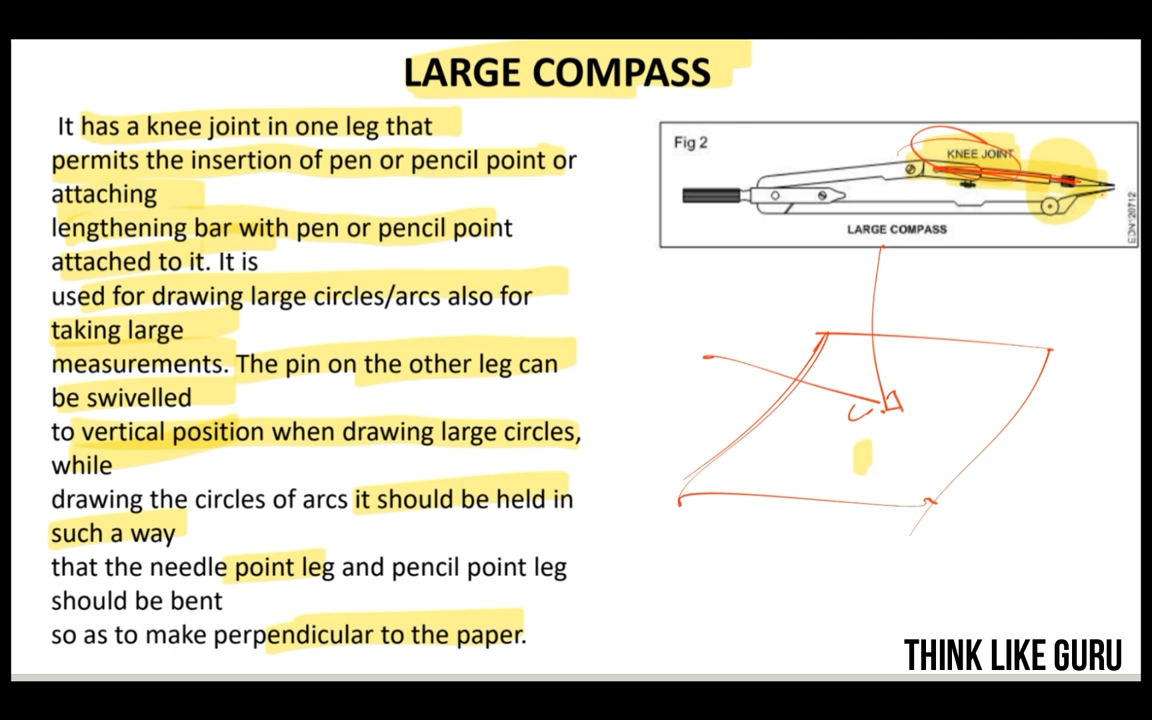 LARGE COMPASS
It has a knee joint in one leg that
permits the insertion of pen or pencil point or
attaching
lengthening bar with pen or pencil point
attached to it. It is
used for drawing large circles/arcs also for
taking large
measurements. The pin on the other leg can
be swivelled
to vertical position when drawing large circles,
while
drawing the circles of arcs it should be held in
such a way
that the needle point leg and pencil point leg
should be bent
so as to make perpendicular to the paper.
Fig 2
KNEE JOINT
LARGE COMPASS
EDN120712
THINK LIKE GURU